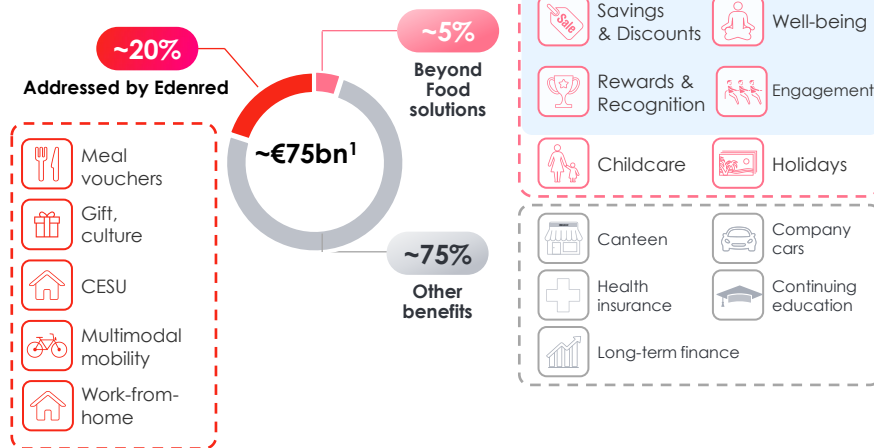 ~20%
Addressed by Edenred
Meal
vouchers
Gift,
culture
CESU
Multimodal
mobility
Work-from-
home
~€75bn¹
~5%
Beyond
Food
solutions
~75%
Other
benefits
Sale
Savings
& Discounts
Well-being
Rewards &
Recognition
Engagement
Childcare
Holidays
Canteen
Company
cars
Health
insurance
Continuing
education
Long-term finance